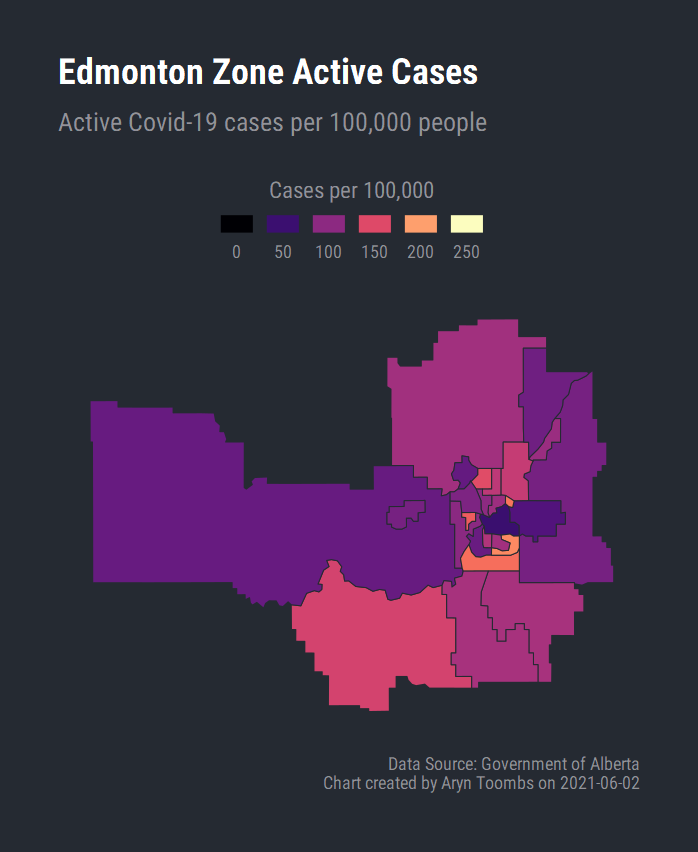 Edmonton Zone Active Cases
Active Covid-19 cases per 100,000 people
Cases per 100,000
0 50 100 150 200 250
Data Source: Government of Alberta
Chart created by Aryn Toombs on 2021-06-02